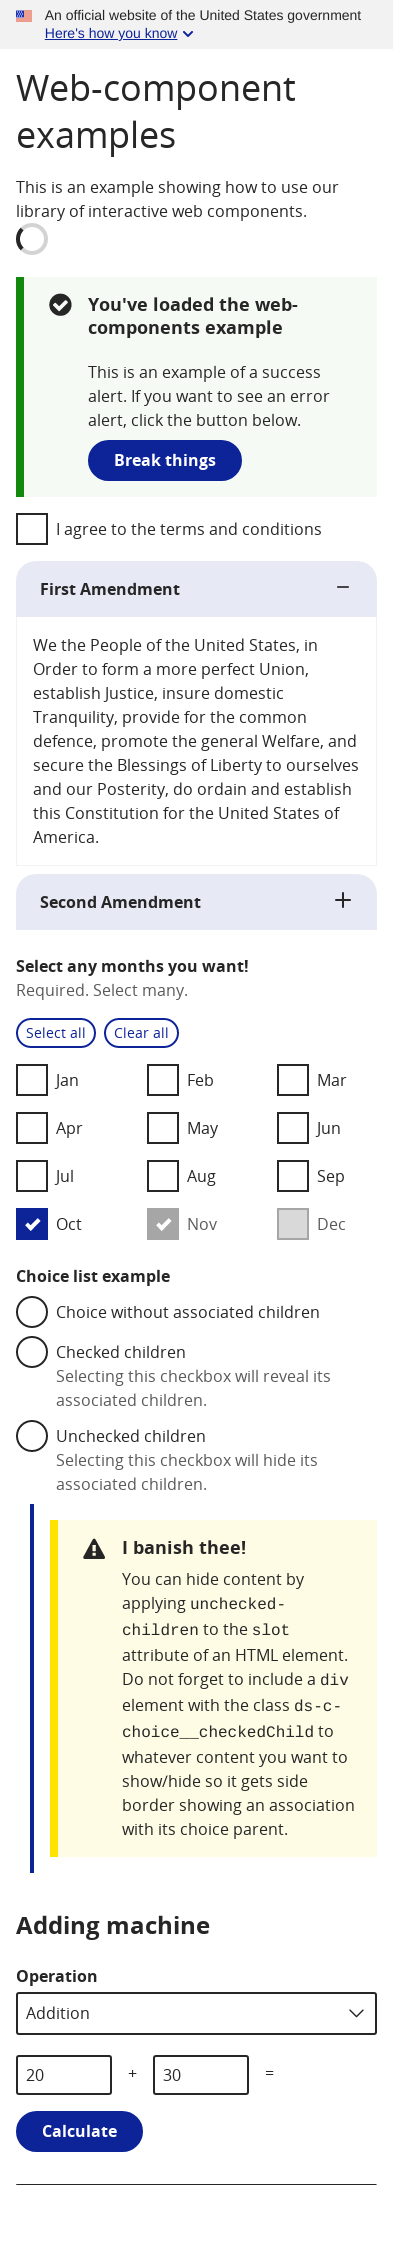 An official website of the United States government
Here's how you know
Web-component
examples
This is an example showing how to use our
library of interactive web components.
You've loaded the web-
components example
This is an example of a success
alert. If you want to see an error
alert, click the button below.
Break things
I agree to the terms and conditions
First Amendment
We the People of the United States, in
Order to form a more perfect Union,
establish Justice, insure domestic
Tranquility, provide for the common
defence, promote the general Welfare, and
secure the Blessings of Liberty to ourselves
and our Posterity, do ordain and establish
this Constitution for the United States of
America.
Second Amendment
Select any months you want!
Required. Select many.
Select all Clear all
Jan Feb Mar
Apr May Jun
Jul Aug Sep
Oct Nov Dec
Choice list example
Choice without associated children
Checked children
Selecting this checkbox will reveal its
associated children.
Unchecked children
Selecting this checkbox will hide its
associated children.
I banish thee!
You can hide content by
applying unchecked-
children to the slot
attribute of an HTML element.
Do not forget to include a div
element with the class ds-c-
choice__checkedChild to
whatever content you want to
show/hide so it gets side
border showing an association
with its choice parent.
Adding machine
Operation
Addition
20 + 30 =
Calculate